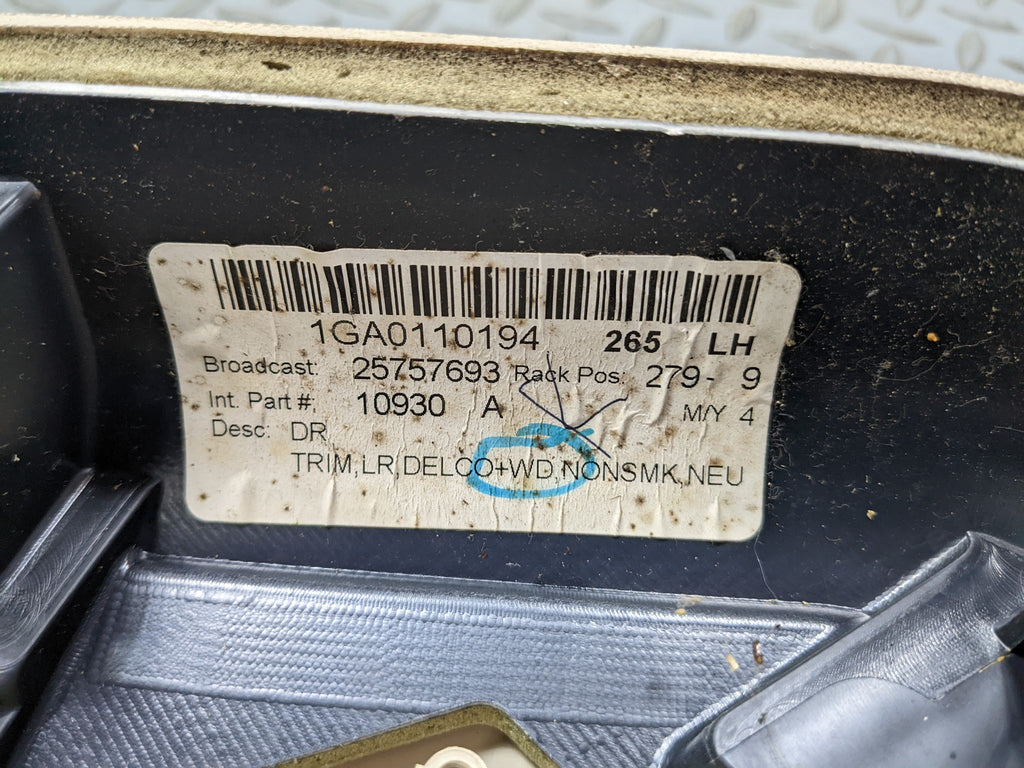 1GA0110194 265 LH
Broadcast: 25757693 Rack Pos: 279- 9
Int. Part #: 10930 A M/Y 4
Desc: DR
TRIM,LR,DELCO+WD,NONSMK,NEU